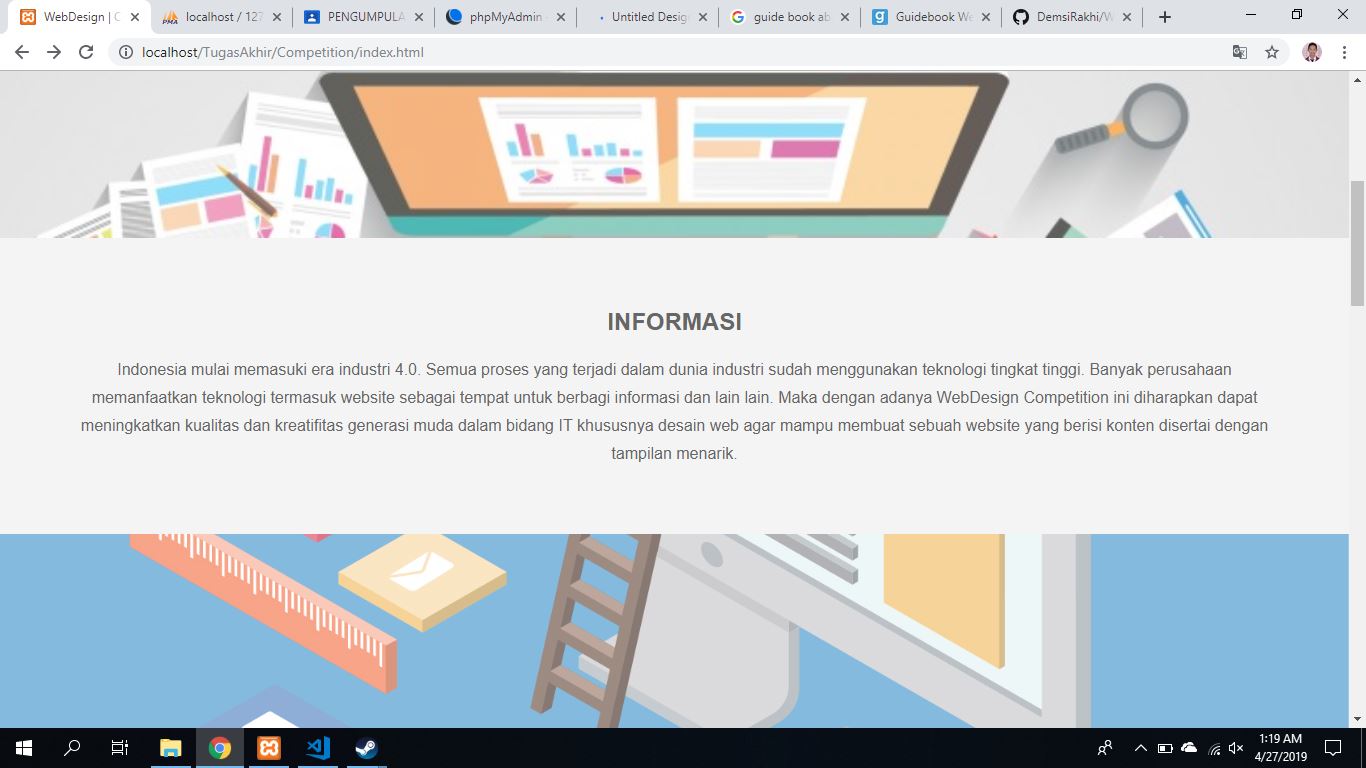 WebDesign | C
localhost / 127
PENGUMPULA
phpMyAdmin
Untitled Desig
guide book ab
Guidebook We
DemsiRakhi/W
localhost/TugasAkhir/Competition/index.html
INFORMASI
Indonesia mulai memasuki era industri 4.0. Semua proses yang terjadi dalam dunia industri sudah menggunakan teknologi tingkat tinggi. Banyak perusahaan
memanfaatkan teknologi termasuk website sebagai tempat untuk berbagi informasi dan lain lain. Maka dengan adanya WebDesign Competition ini diharapkan dapat
meningkatkan kualitas dan kreatifitas generasi muda dalam bidang IT khususnya desain web agar mampu membuat sebuah website yang berisi konten disertai dengan
tampilan menarik.
1:19 AM
4/27/2019